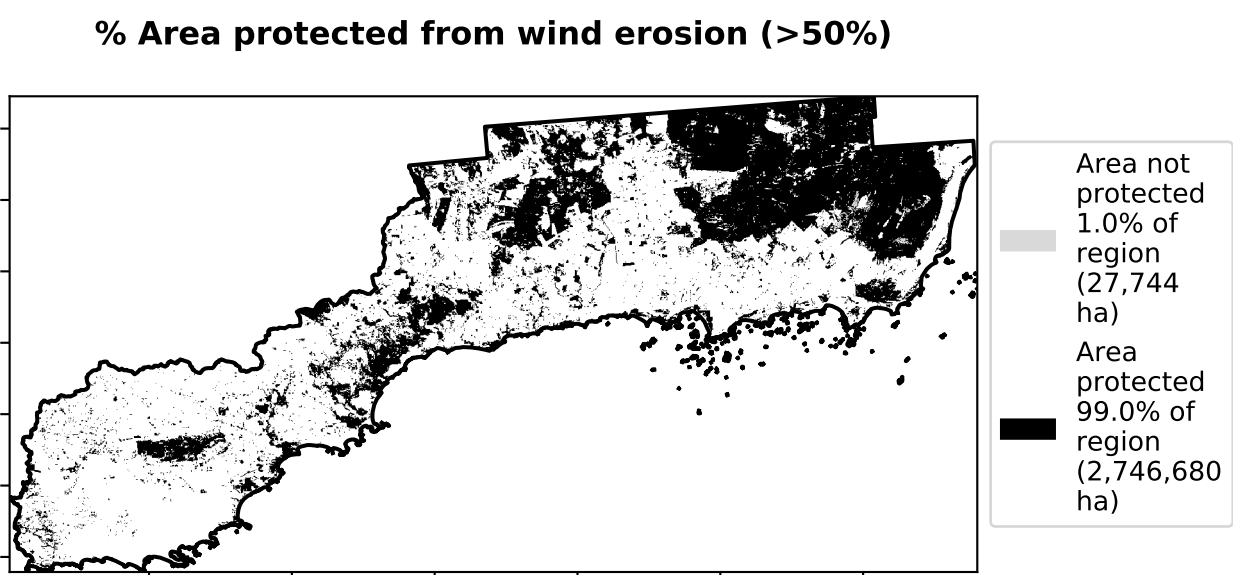 % Area protected from wind erosion (>50%)
Area not
protected
1.0% of
region
(27,744
ha)
Area
protected
99.0% of
region
(2,746,680
ha)